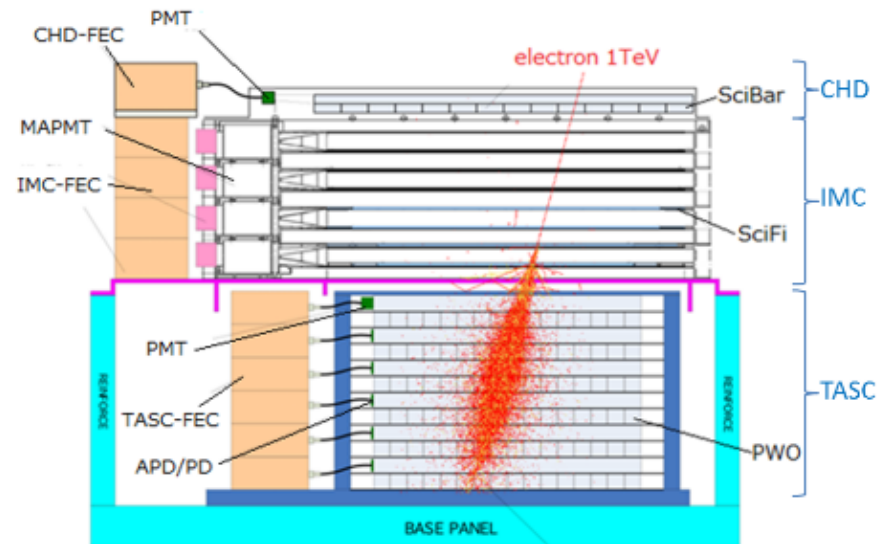 PMT
CHD-FEC
electron 1TeV
CHD
SciBar
MAPMT
IMC-FEC
IMC
SciFi
PMT
REINFORCE
REINFORCE
TASC
TASC-FEC
PWO
APD/PD
BASE PANEL